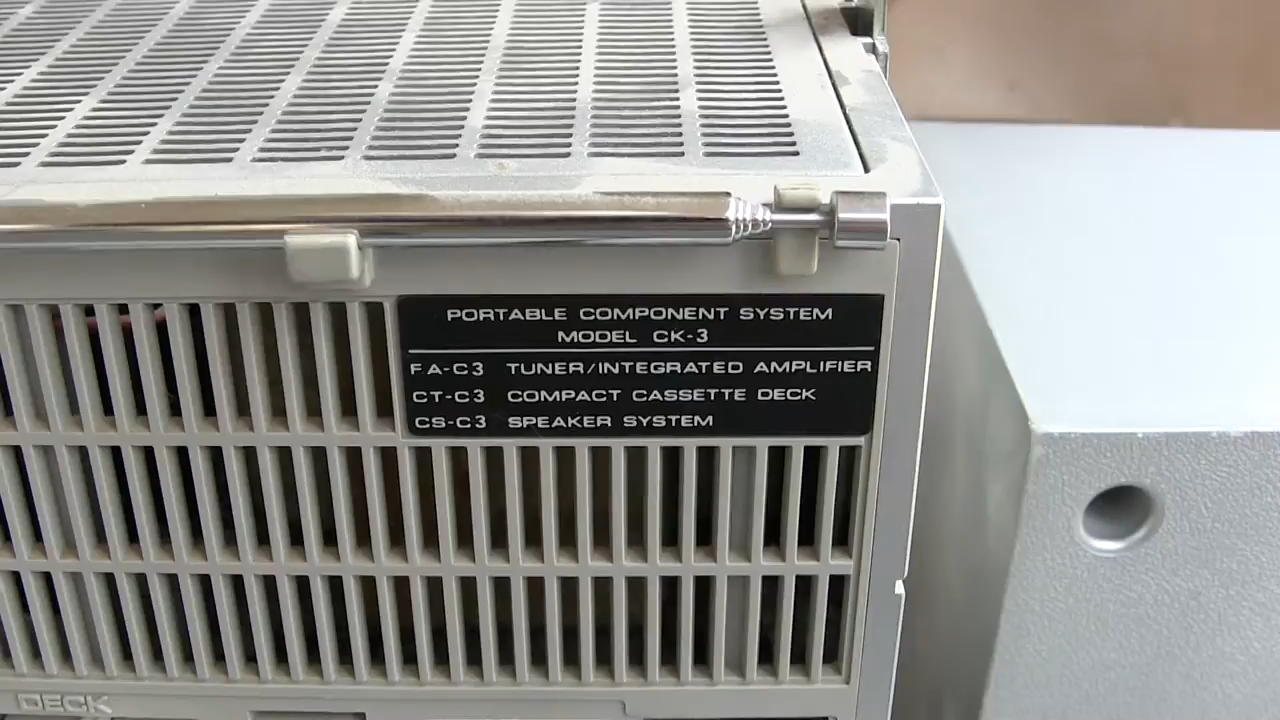 PORTABLE COMPONENT SYSTEM
MODEL CK-3
FA-C3 TUNER/INTEGRATED AMPLIFIER
CT-C3 COMPACT CASSETTE DECK
CS-C3 SPEAKER SYSTEM
DECK